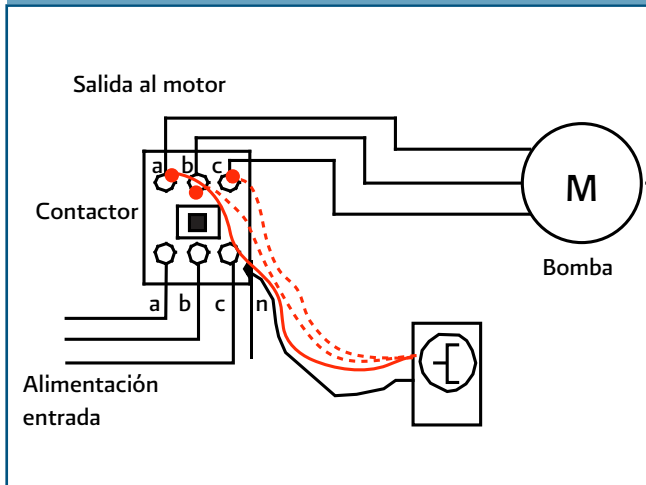 Salida al motor
a b c
Contactor
M
Bomba
a b c n
Alimentación
entrada